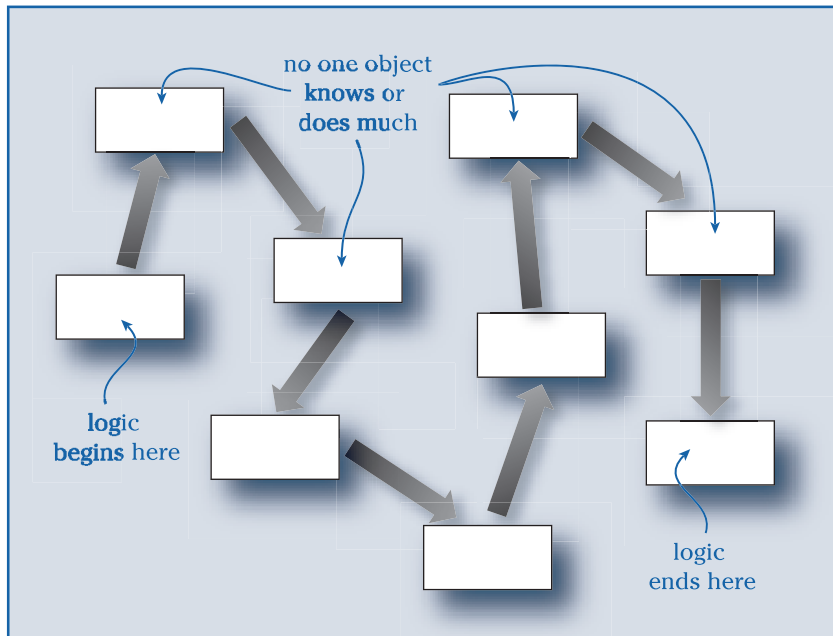 no one object
knows or
does much
logic
begins here
logic
ends here